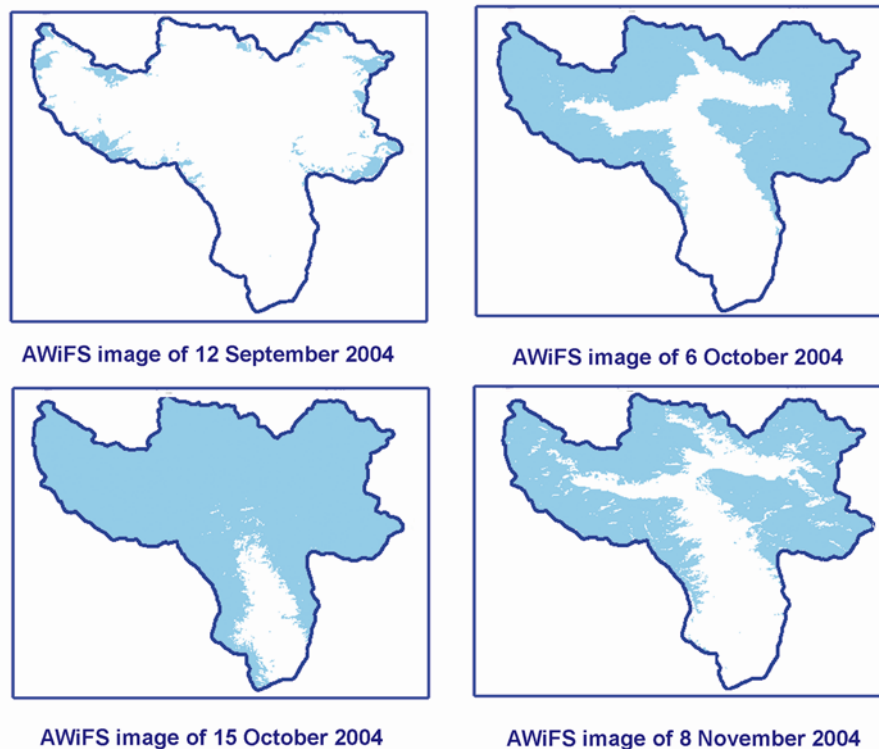 AWiFS image of 12 September 2004
AWiFS image of 6 October 2004
AWiFS image of 15 October 2004
AWiFS image of 8 November 2004